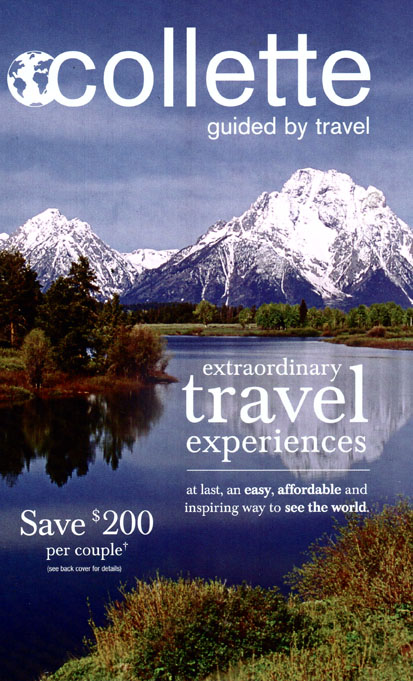 collette
guided by travel
extraordinary
travel
experiences
at last, an easy, affordable and
inspiring way to see the world.
Save $200
per couple†
(see back cover for details)